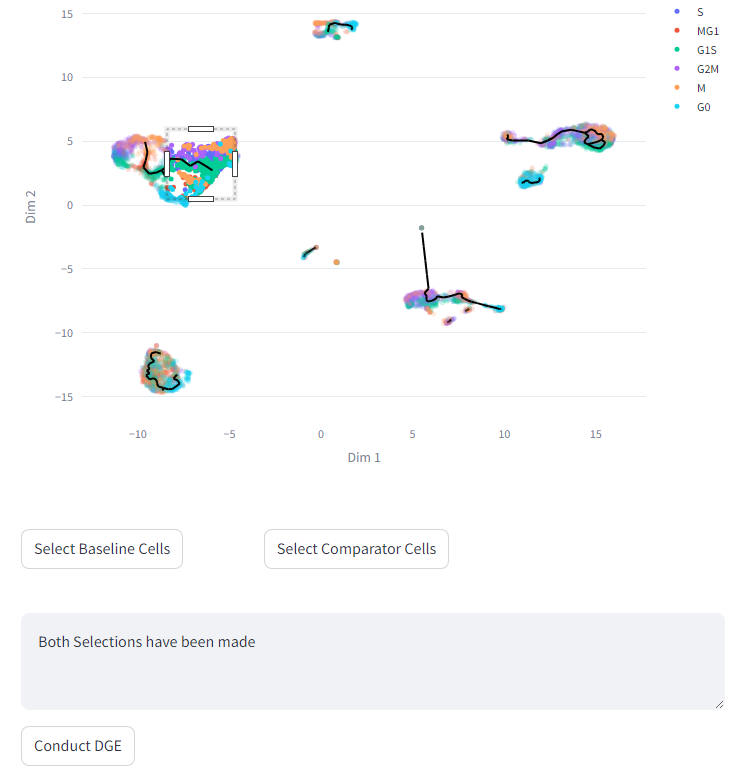 15
10
5
0
−5
−10
−15
Dim 2
−10
−5
0
5
10
15
Dim 1
S
MG1
G1S
G2M
M
G0
Select Baseline Cells
Select Comparator Cells
Both Selections have been made
Conduct DGE